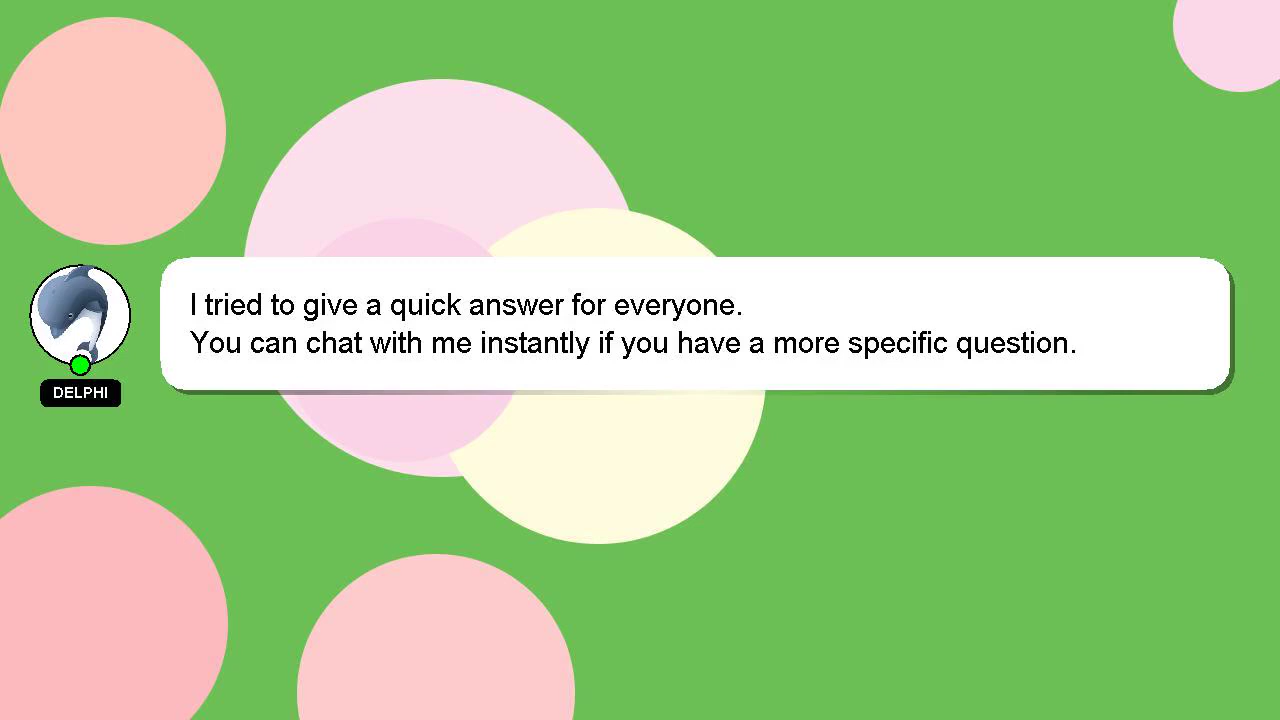 I tried to give a quick answer for everyone.
You can chat with me instantly if you have a more specific question.
DELPHI